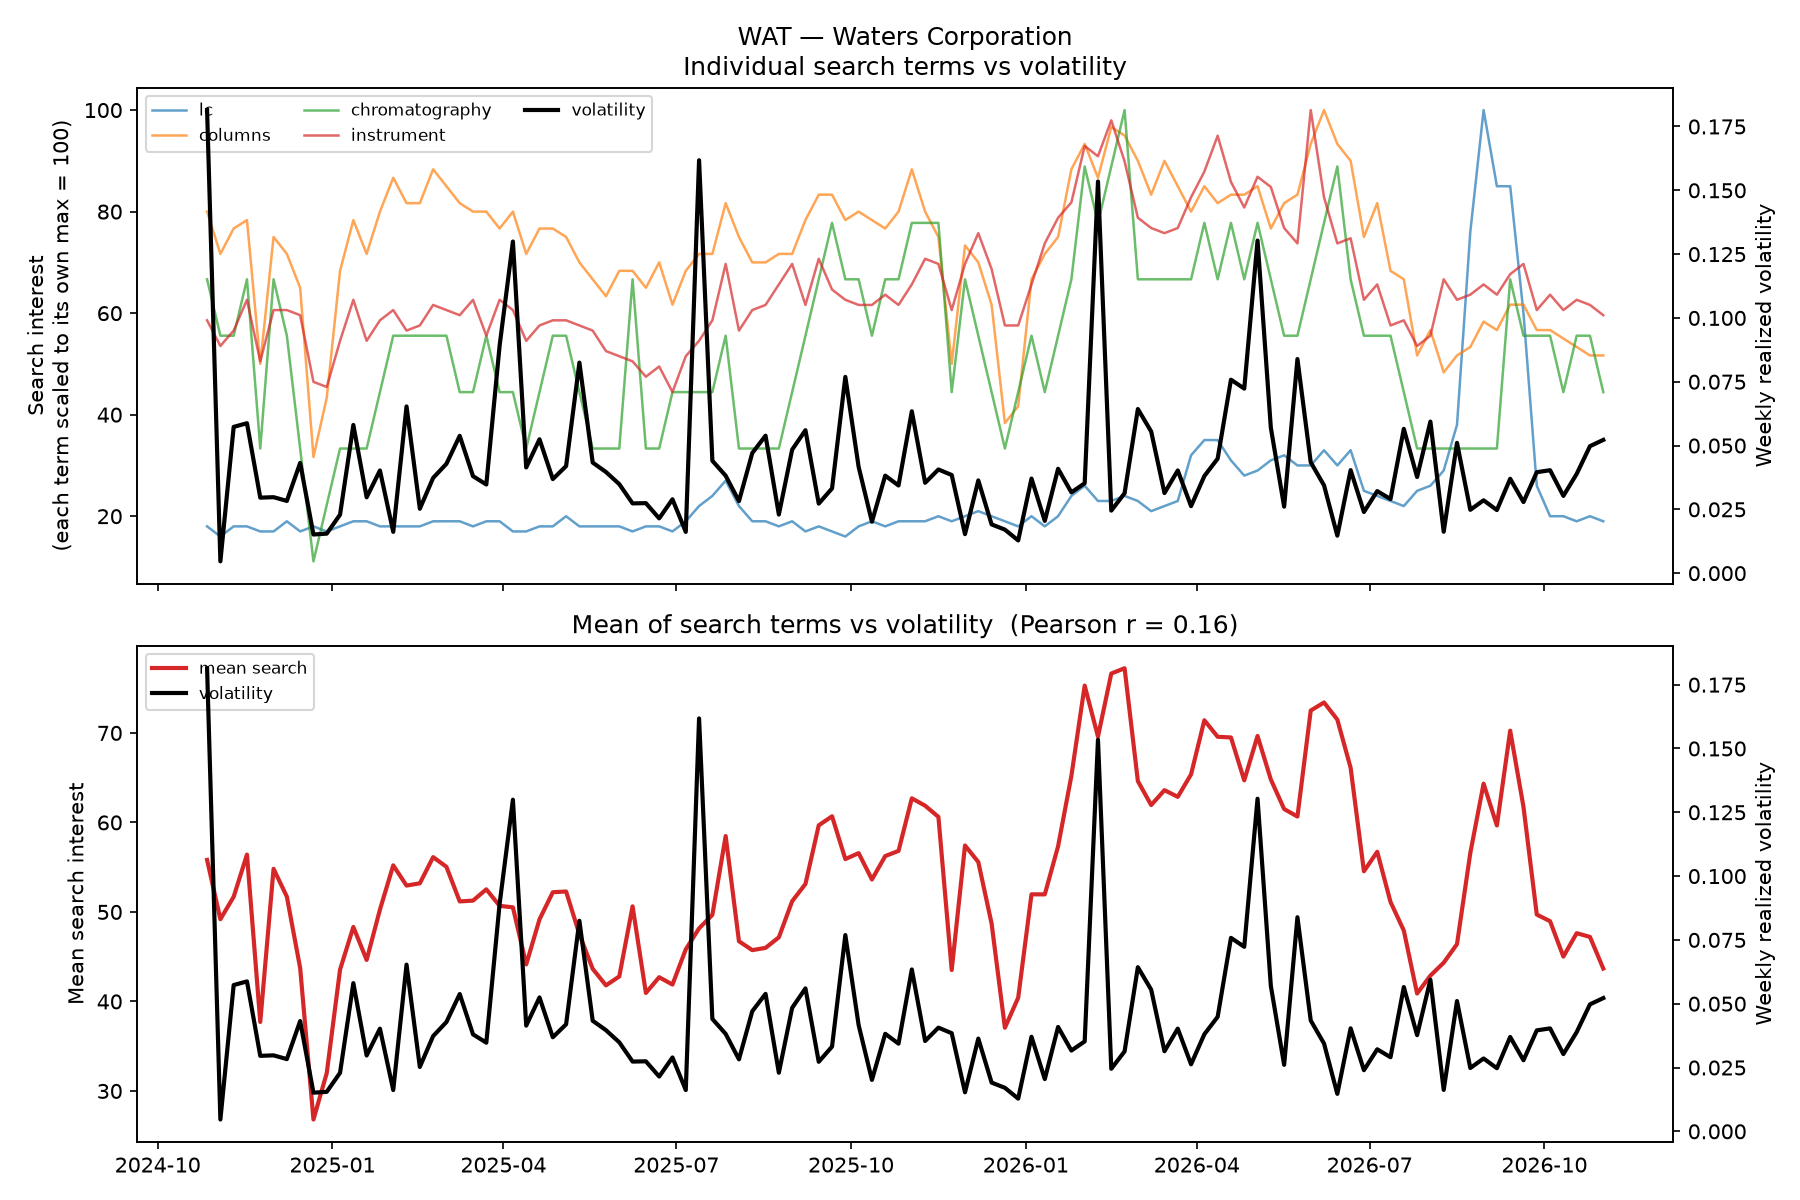 WAT — Waters Corporation
Individual search terms vs volatility
lc
columns
chromatography
instrument
volatility
100
80
60
40
20
Search interest
(each term scaled to its own max = 100)
0.175
0.150
0.125
0.100
0.075
0.050
0.025
0.000
Weekly realized volatility
Mean of search terms vs volatility  (Pearson r = 0.16)
mean search
volatility
70
60
50
40
30
Mean search interest
0.175
0.150
0.125
0.100
0.075
0.050
0.025
0.000
Weekly realized volatility
2024-10
2025-01
2025-04
2025-07
2025-10
2026-01
2026-04
2026-07
2026-10